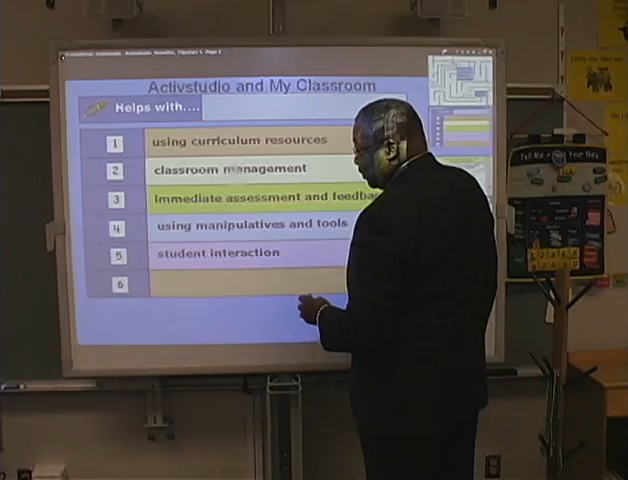 Activstudio and My Classroom
Helps with....
1 using curriculum resources
2 classroom management
3 Immediate assessment and feedba
4 using manipulatives and tools
5 student interaction
6